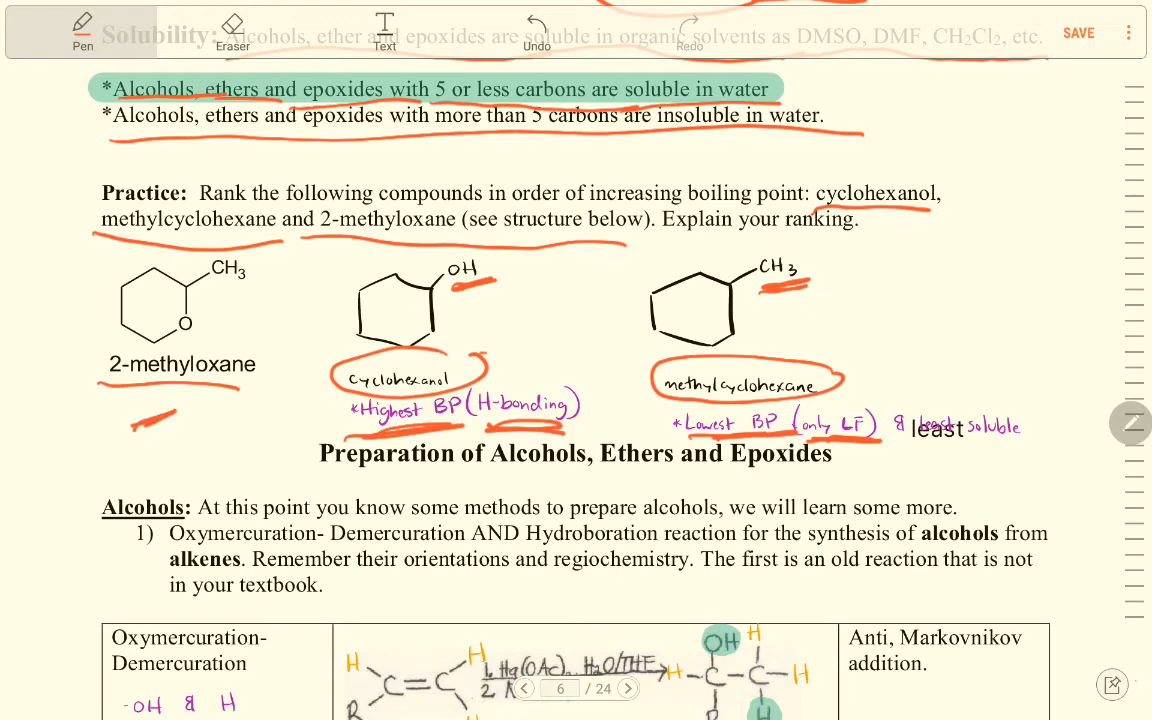 Solubility: Alcohols, ether and epoxides are soluble in organic solvents as DMSO, DMF, CH₂Cl₂, etc.
Pen Eraser Text Undo Redo SAVE
*Alcohols, ethers and epoxides with 5 or less carbons are soluble in water
*Alcohols, ethers and epoxides with more than 5 carbons are insoluble in water.
Practice: Rank the following compounds in order of increasing boiling point: cyclohexanol,
methylcyclohexane and 2-methyloxane (see structure below). Explain your ranking.
CH₃ OH CH₃
O
2-methyloxane cyclohexanol methylcyclohexane
*Highest BP (H-bonding)
*Lowest BP (only LF) & least soluble
least
Preparation of Alcohols, Ethers and Epoxides
Alcohols: At this point you know some methods to prepare alcohols, we will learn some more.
1) Oxymercuration- Demercuration AND Hydroboration reaction for the synthesis of alcohols from
alkenes. Remember their orientations and regiochemistry. The first is an old reaction that is not
in your textbook.
Oxymercuration-
Demercuration
-OH & H
H H
C=C
R
1. Hg(OAc) H₂O/THF
2
OH H
H -C-C- H
H
Anti, Markovnikov
addition.
< 6 / 24 >